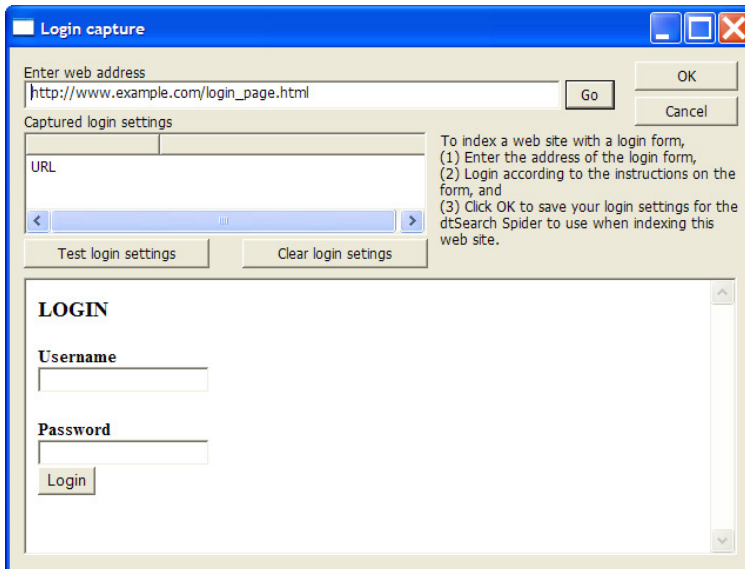 Login capture
Enter web address
http://www.example.com/login_page.html
Go
OK
Cancel
Captured login settings
URL
To index a web site with a login form,
(1) Enter the address of the login form,
(2) Login according to the instructions on the
form, and
(3) Click OK to save your login settings for the
dtSearch Spider to use when indexing this
web site.
Test login settings
Clear login setings
LOGIN
Username
Password
Login